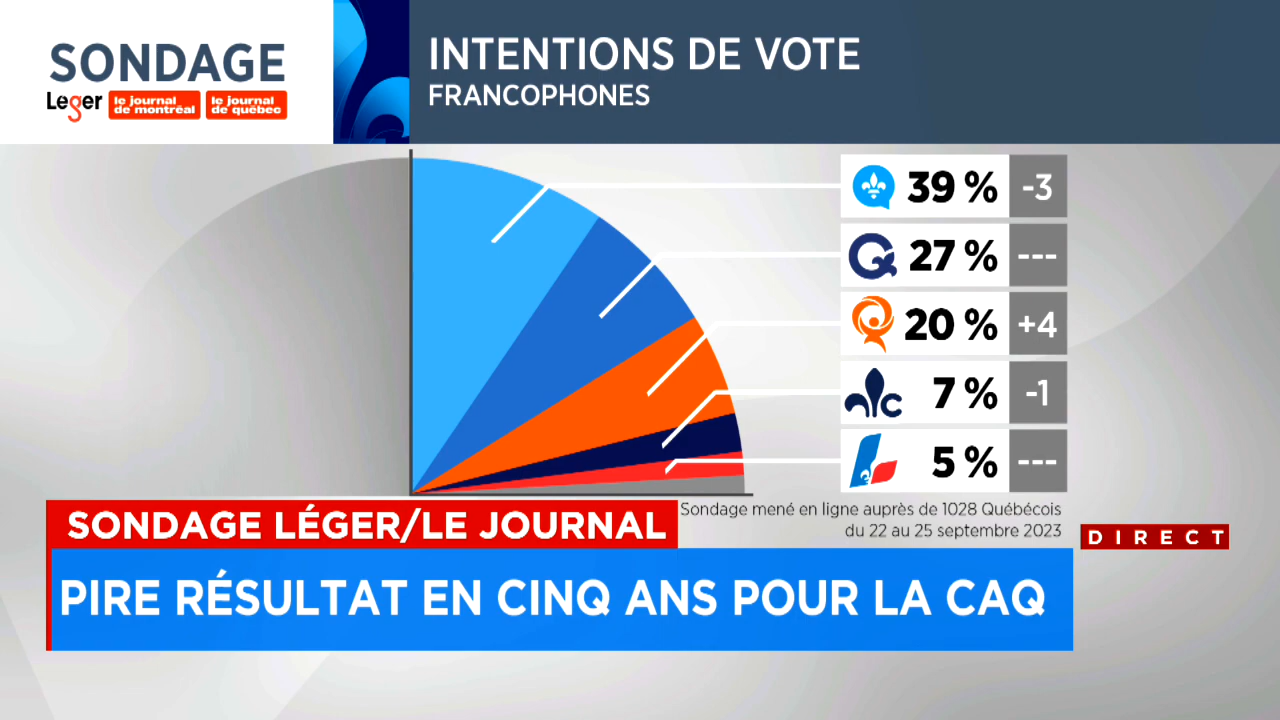 SONDAGE
Leger le journal de montréal le journal de québec
INTENTIONS DE VOTE
FRANCOPHONES
39 % -3
27 % ---
20 % +4
7 % -1
5 % ---
Sondage mené en ligne auprès de 1028 Québécois
du 22 au 25 septembre 2023
SONDAGE LÉGER/LE JOURNAL
DIRECT
PIRE RÉSULTAT EN CINQ ANS POUR LA CAQ